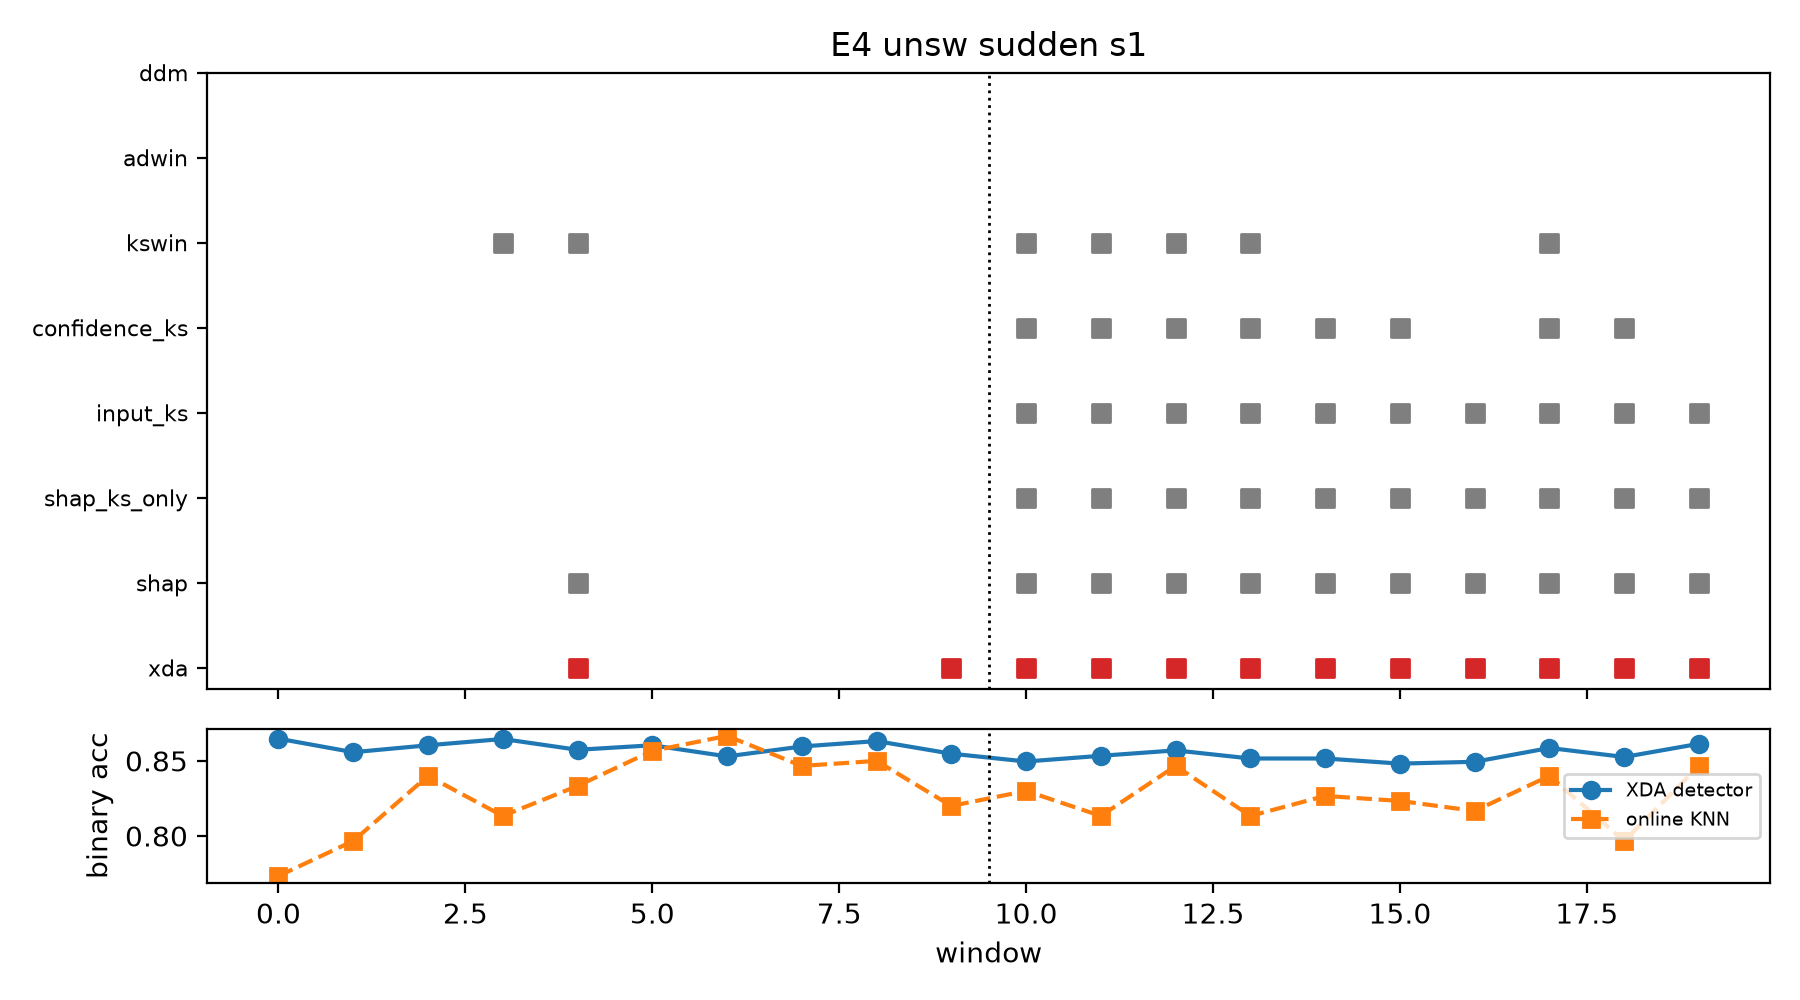 E4 unsw sudden s1
ddm
adwin
kswin
confidence_ks
input_ks
shap_ks_only
shap
xda
binary acc
0.85
0.80
XDA detector
online KNN
0.0 2.5 5.0 7.5 10.0 12.5 15.0 17.5
window